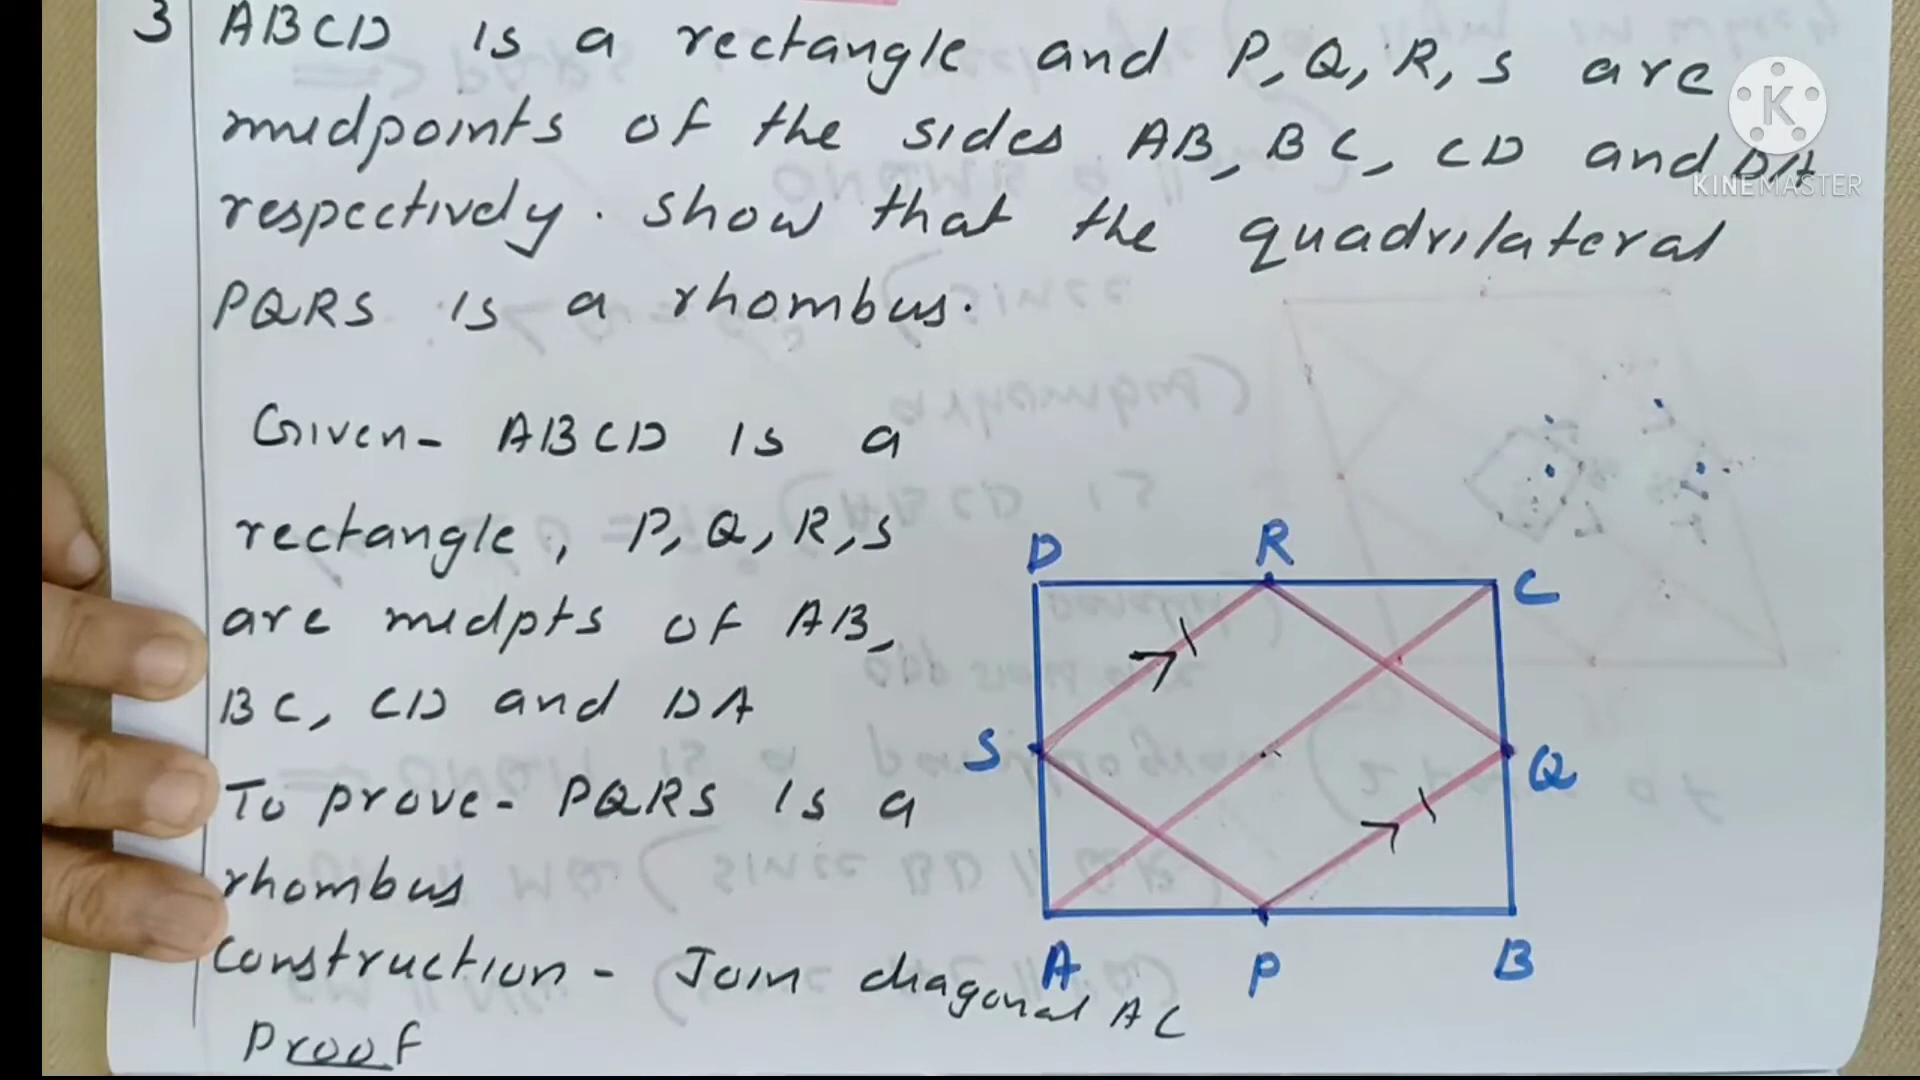 3 ABCD is a rectangle and P, Q, R, S are
K
midpoints of the sides AB, BC, CD and DA
KINEMASTER
respectively. show that the quadrilateral
PQRS is a rhombus.
Given- ABCD is a
rectangle, P, Q, R, S
are midpts of AB,
BC, CD and DA
To prove- PQRS is a
rhombus
Construction - Join diagonal AC
Proof
D R C
S Q
A P B